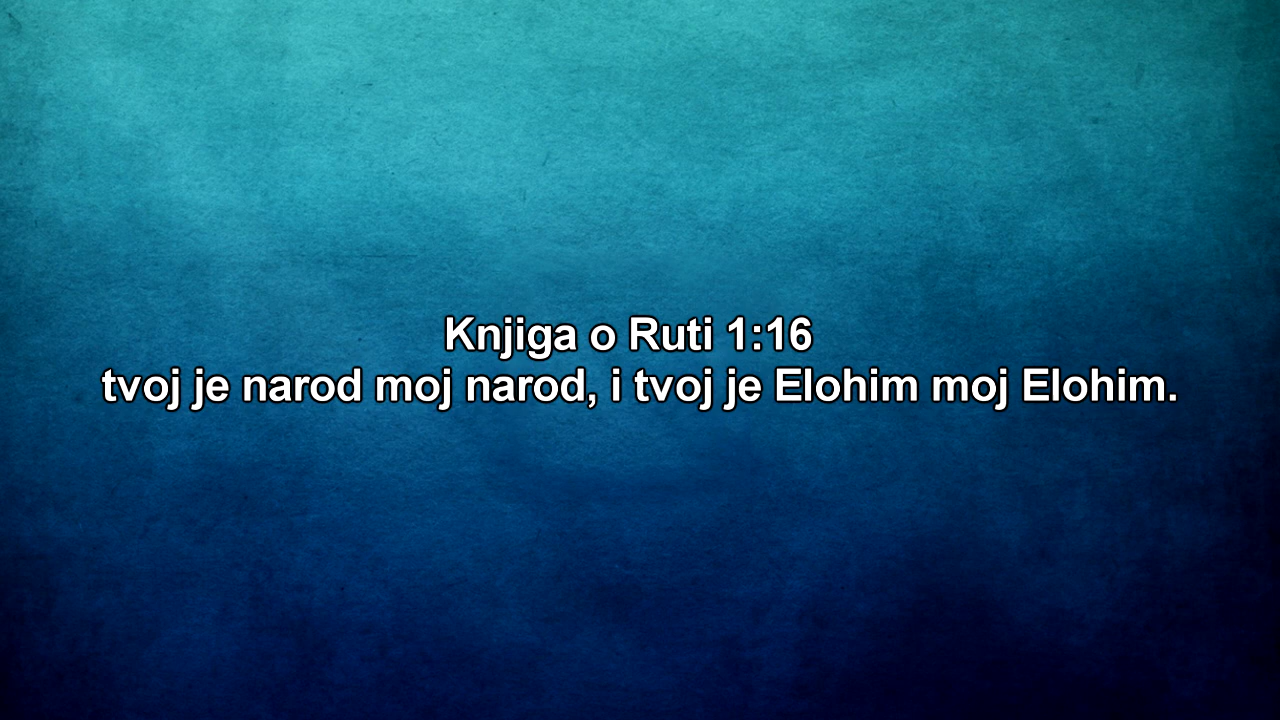 Knjiga o Ruti 1:16
tvoj je narod moj narod, i tvoj je Elohim moj Elohim.